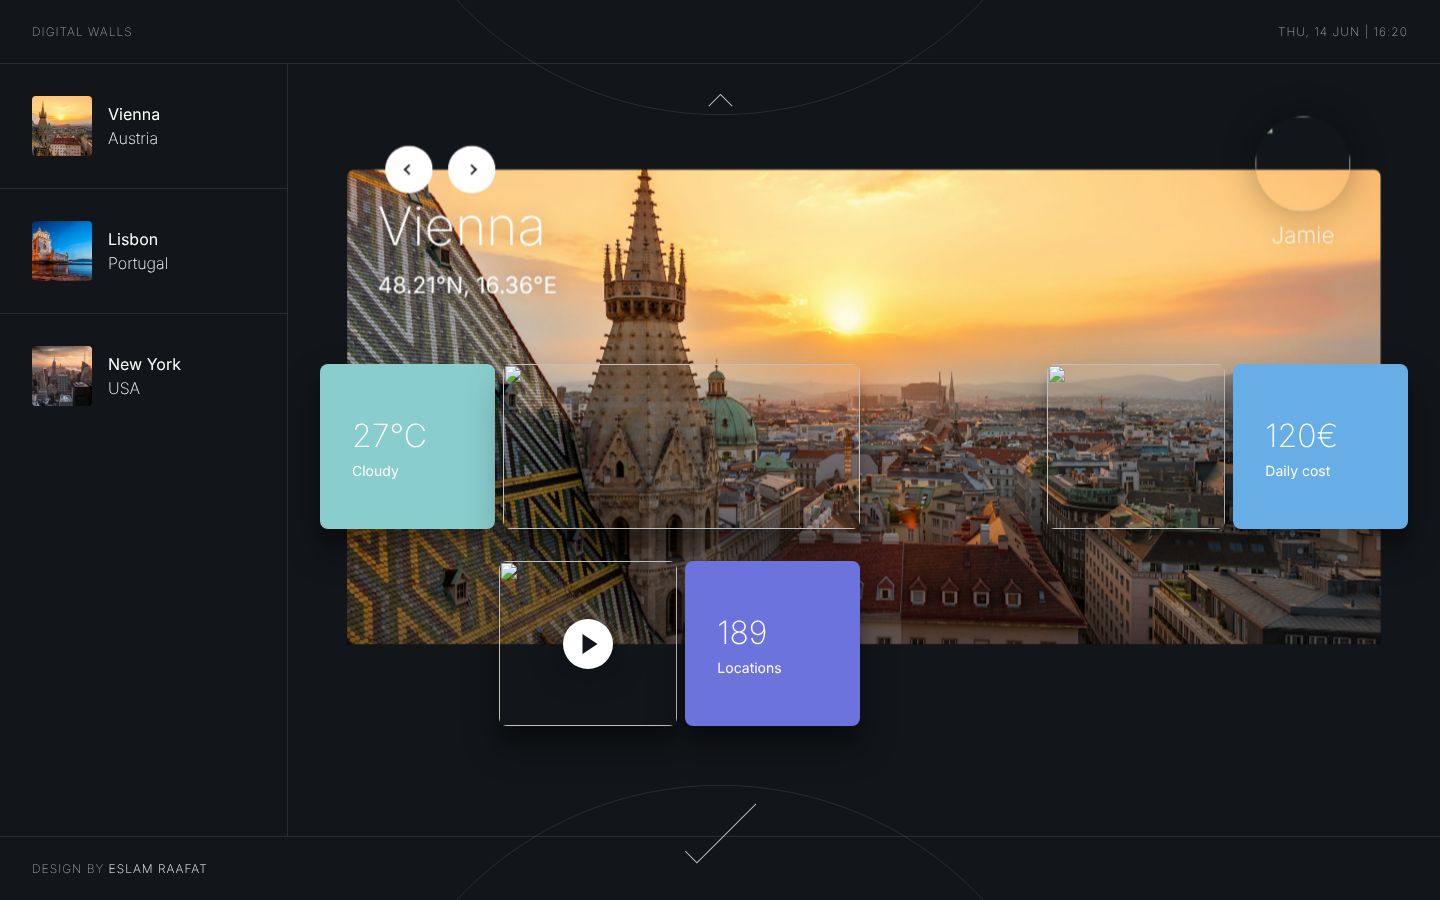 DIGITAL WALLS
THU, 14 JUN | 16:20
Vienna
Austria
Lisbon
Portugal
New York
USA
Vienna
48.21°N, 16.36°E
Jamie
27°C
Cloudy
120€
Daily cost
189
Locations
DESIGN BY ESLAM RAAFAT